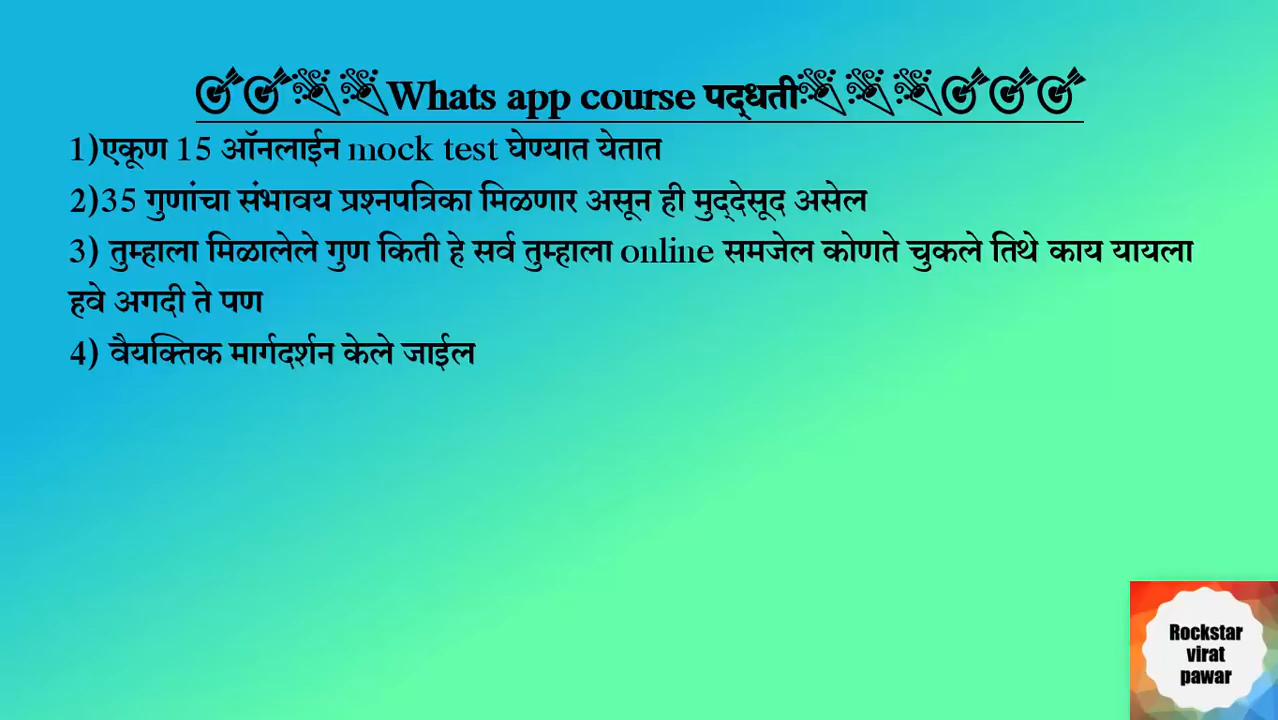 🎯🎯🎉🎉Whats app course पद्धती🎉🎉🎉🎯🎯🎯
1)एकूण 15 ऑनलाईन mock test घेण्यात येतात
2)35 गुणांचा संभावय प्रश्नपत्रिका मिळणार असून ही मुद्देसूद असेल
3) तुम्हाला मिळालेले गुण किती हे सर्व तुम्हाला online समजेल कोणते चुकले तिथे काय यायला
हवे अगदी ते पण
4) वैयक्तिक मार्गदर्शन केले जाईल
Rockstar
virat
pawar